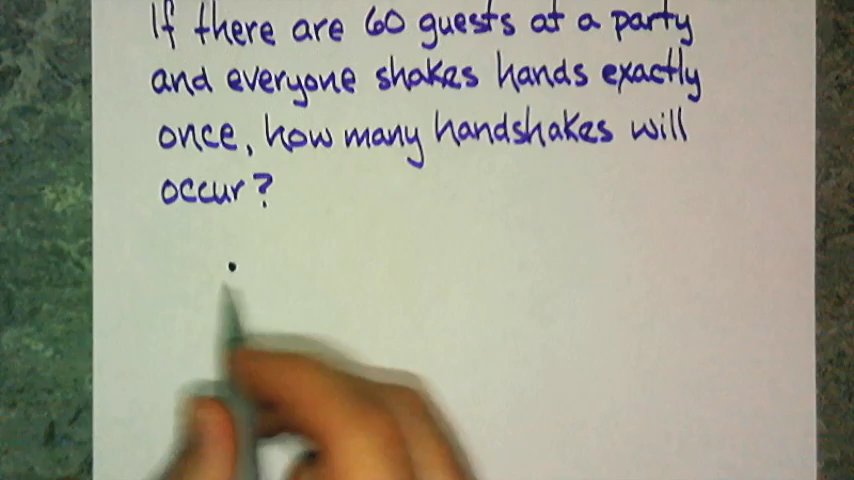 If there are 60 guests at a party
and everyone shakes hands exactly
once, how many handshakes will
occur?